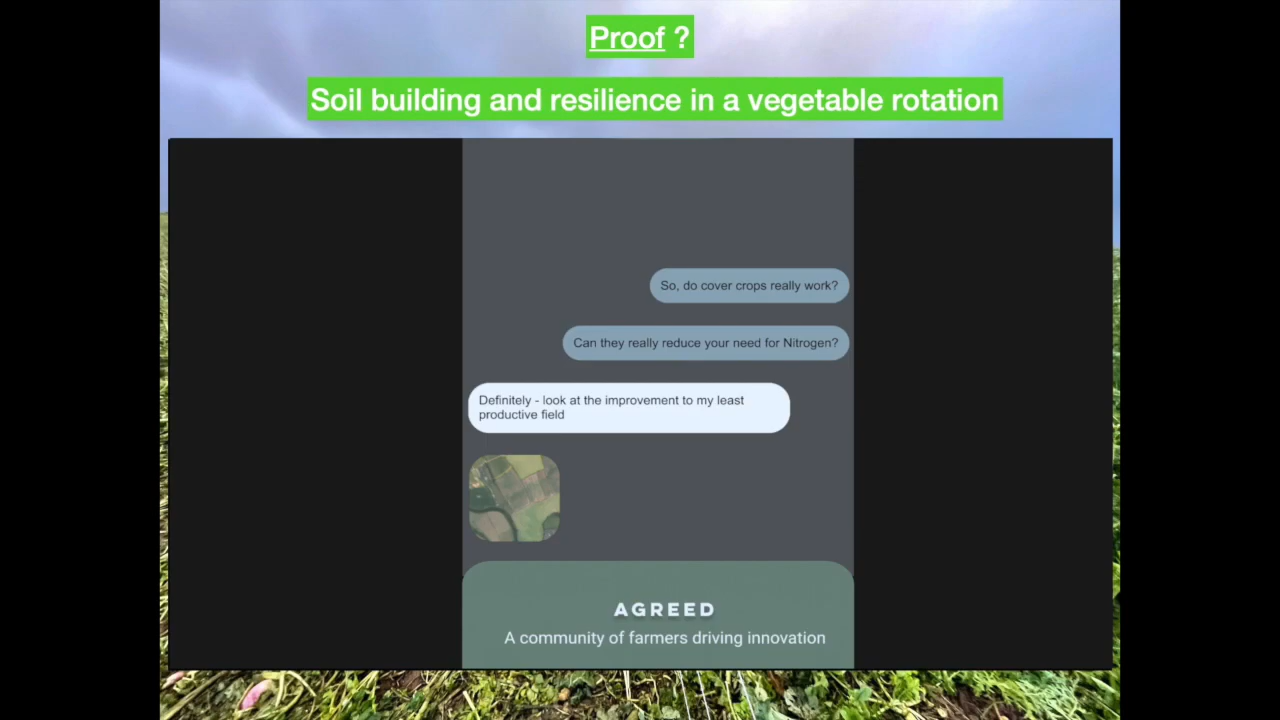 Proof ?
Soil building and resilience in a vegetable rotation
So, do cover crops really work?
Can they really reduce your need for Nitrogen?
Definitely - look at the improvement to my least
productive field
AGREED
A community of farmers driving innovation